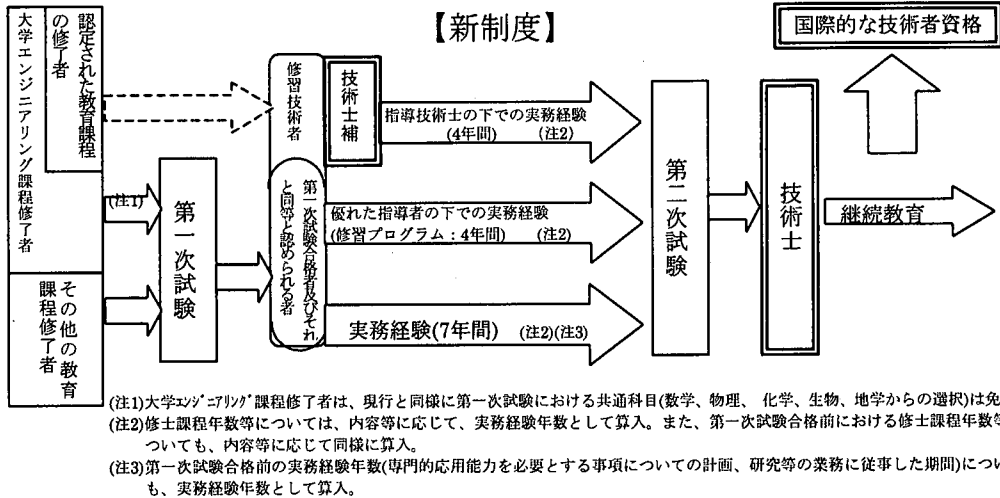 【新制度】
国際的な技術者資格
大学エンジニアリング課程修了者
認定された教育課程
の修了者
その他の教育
課程修了者
(注1)
第一次試験
修習技術者
技術士補
第一次試験合格者及びそれ
と同等と認められる者
指導技術士の下での実務経験
(4年間) (注2)
優れた指導者の下での実務経験
(修習プログラム:4年間) (注2)
実務経験(7年間) (注2)(注3)
第二次試験
技術士
継続教育
(注1)大学エンジニアリング課程修了者は、現行と同様に第一次試験における共通科目(数学、物理、 化学、生物、地学からの選択)は免
(注2)修士課程年数等については、内容等に応じて、実務経験年数として算入。また、第一次試験合格前における修士課程年数等
ついても、内容等に応じて同様に算入。
(注3)第一次試験合格前の実務経験年数(専門的応用能力を必要とする事項についての計画、研究等の業務に従事した期間)につい
も、実務経験年数として算入。